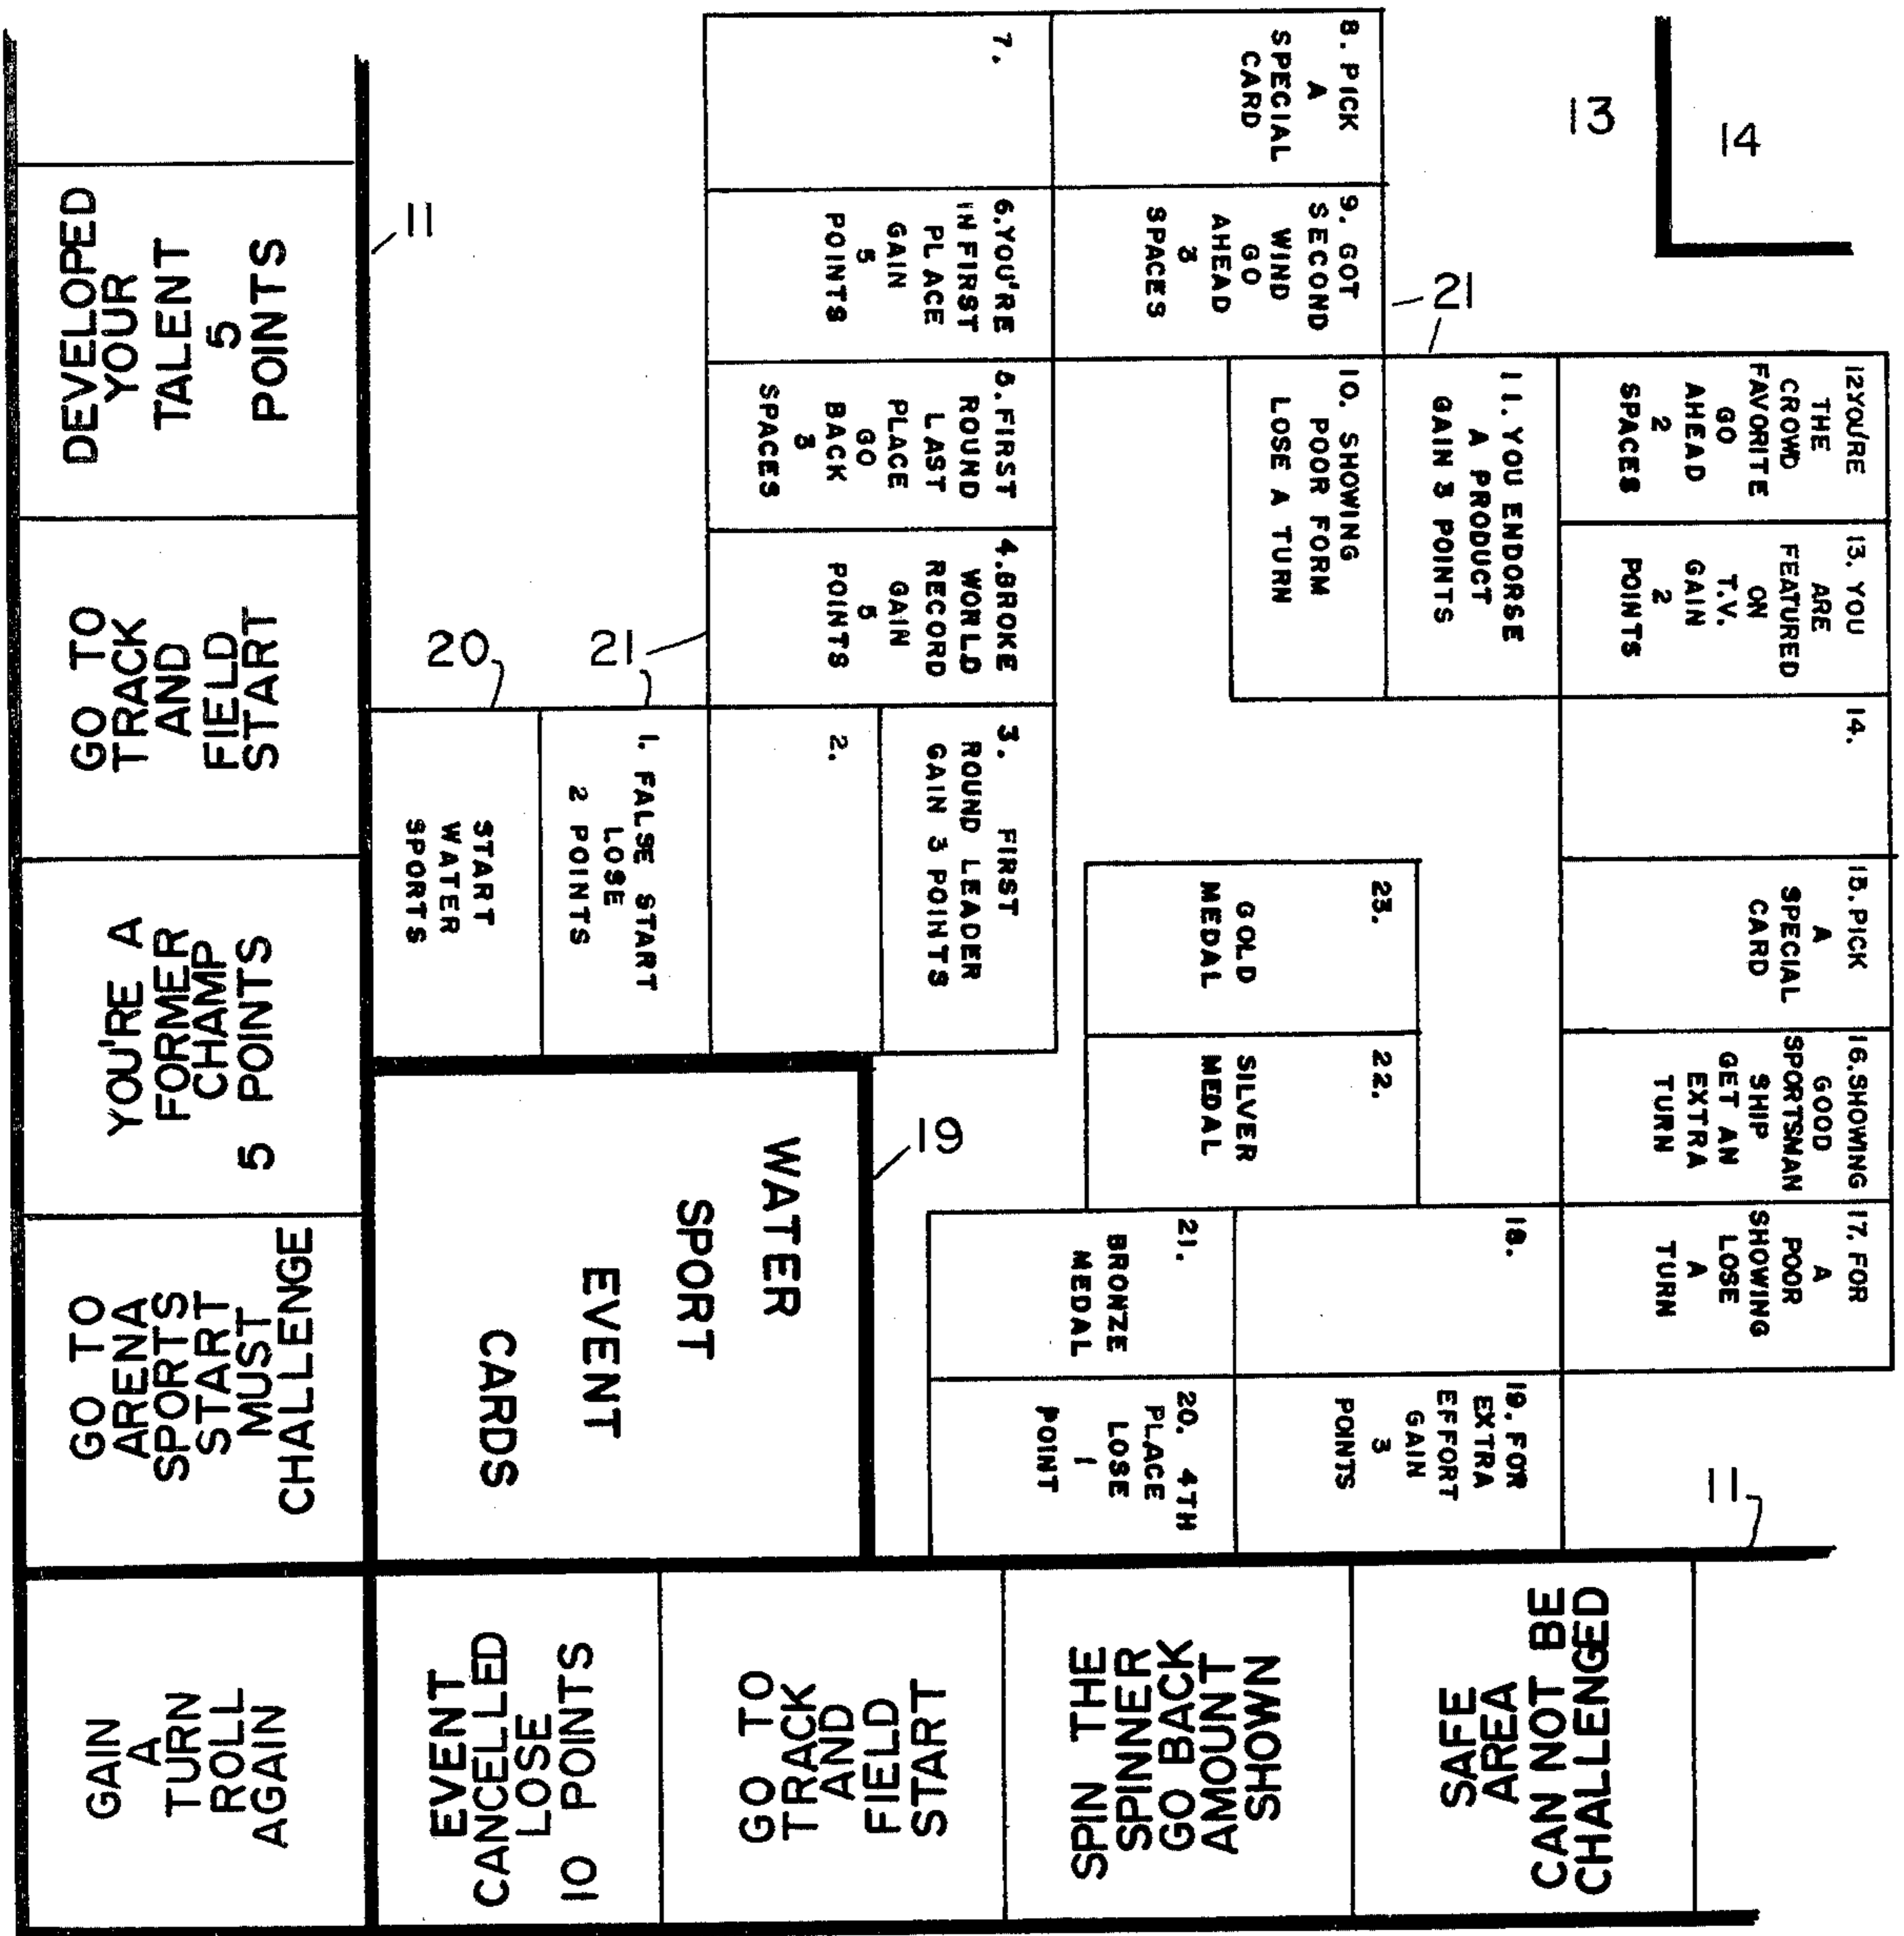 8. PICK
A
SPECIAL
CARD
7.
13
14
9. GOT
SECOND
WIND
GO
AHEAD
3
SPACES
6. YOU'RE
IN FIRST
PLACE
GAIN
5
POINTS
11
21
12 YOU'RE
THE
CROWD
FAVORITE
GO
AHEAD
2
SPACES
11. YOU ENDORSE
A PRODUCT
GAIN 3 POINTS
10. SHOWING
POOR FORM
LOSE A TURN
5. FIRST
ROUND
LAST
PLACE
GO
BACK
3
SPACES
13. YOU
ARE
FEATURED
ON
T.V.
GAIN
2
POINTS
4. BROKE
WORLD
RECORD
GAIN
5
POINTS
21
20
14.
3. FIRST
ROUND LEADER
GAIN 3 POINTS
2.
1. FALSE START
LOSE
2 POINTS
START
WATER
SPORTS
15. PICK
A
SPECIAL
CARD
23.
GOLD
MEDAL
16. SHOWING
GOOD
SPORTSMAN
SHIP
GET AN
EXTRA
TURN
22.
SILVER
MEDAL
19
17. FOR
A
POOR
SHOWING
LOSE
A
TURN
18.
21.
BRONZE
MEDAL
19. FOR
EXTRA
EFFORT
GAIN
3
POINTS
20. 4TH
PLACE
LOSE
1
POINT
11
WATER
SPORT
EVENT
CARDS
DEVELOPED
YOUR
TALENT
5
POINTS
GO TO
TRACK
AND
FIELD
START
YOU'RE A
FORMER
CHAMP
5 POINTS
GO TO
ARENA
SPORTS
START
MUST
CHALLENGE
GAIN
A
TURN
ROLL
AGAIN
EVENT
CANCELLED
LOSE
10 POINTS
GO TO
TRACK
AND
FIELD
START
SPIN THE
SPINNER
GO BACK
AMOUNT
SHOWN
SAFE
AREA
CAN NOT BE
CHALLENGED